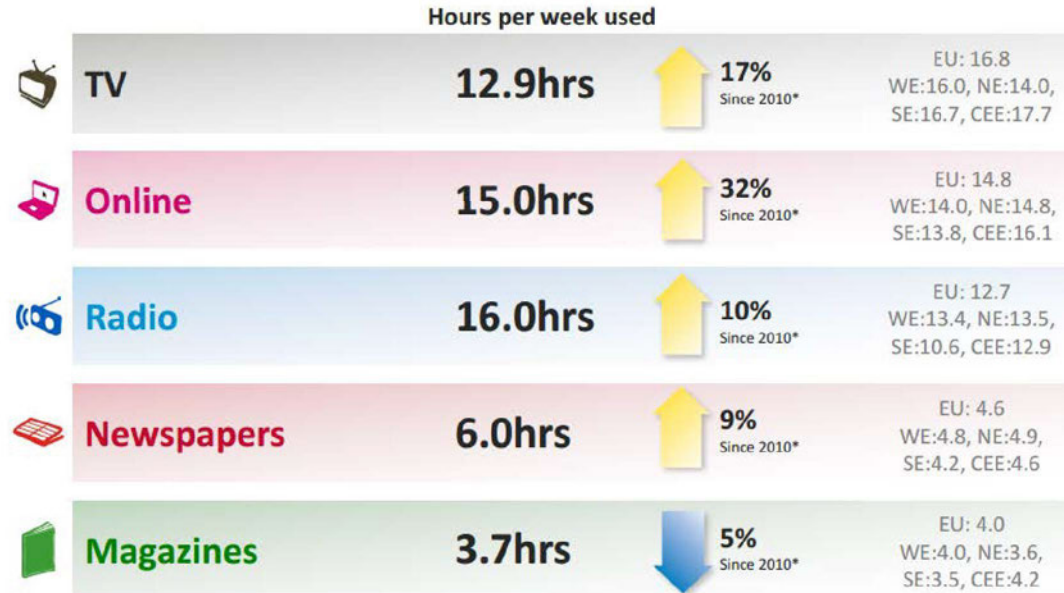 Hours per week used
TV
12.9hrs
17%
Since 2010*
EU: 16.8
WE:16.0, NE:14.0,
SE:16.7, CEE:17.7
Online
15.0hrs
32%
Since 2010*
EU: 14.8
WE:14.0, NE:14.8,
SE:13.8, CEE:16.1
Radio
16.0hrs
10%
Since 2010*
EU: 12.7
WE:13.4, NE:13.5,
SE:10.6, CEE:12.9
Newspapers
6.0hrs
9%
Since 2010*
EU: 4.6
WE:4.8, NE:4.9,
SE:4.2, CEE:4.6
Magazines
3.7hrs
5%
Since 2010*
EU: 4.0
WE:4.0, NE:3.6,
SE:3.5, CEE:4.2